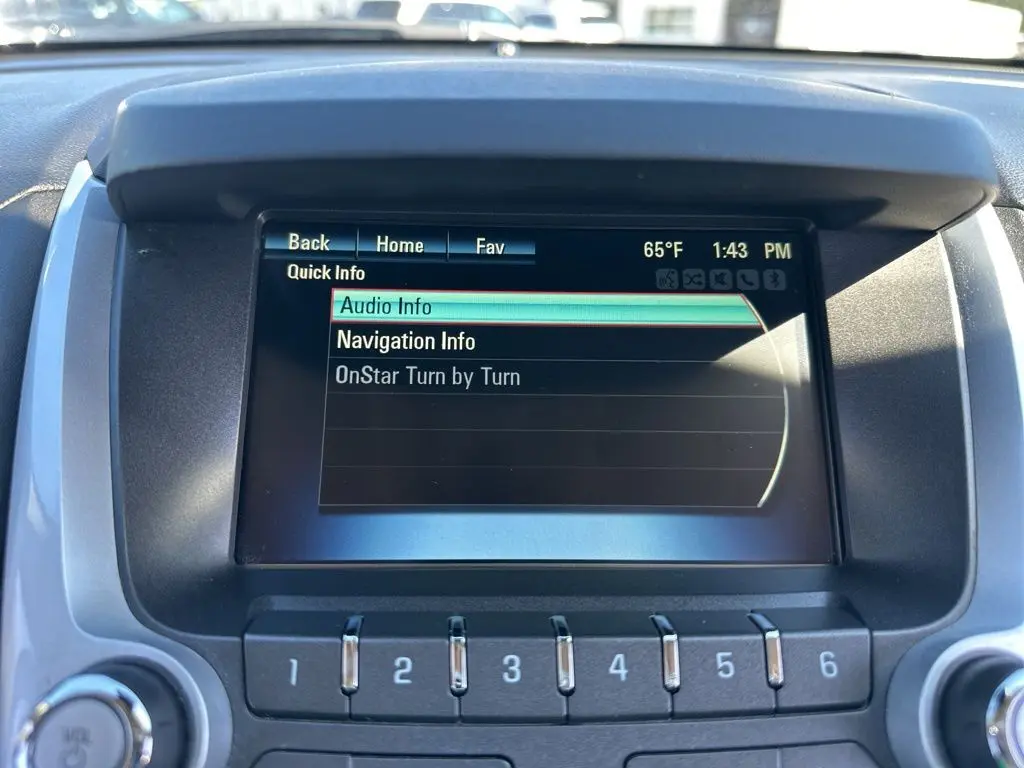 Back Home Fav 65°F 1:43 PM
Quick Info
Audio Info
Navigation Info
OnStar Turn by Turn
1 2 3 4 5 6
VOL